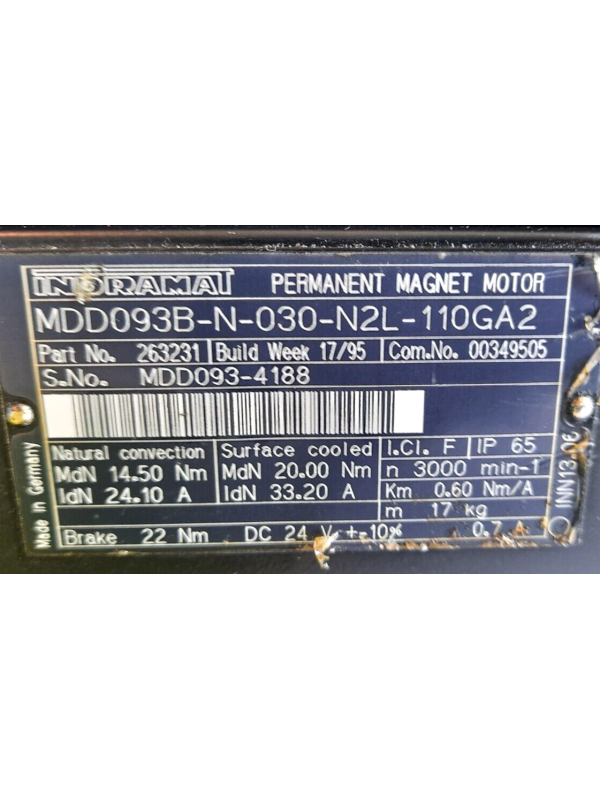 INDRAMAT PERMANENT MAGNET MOTOR
MDD093B-N-030-N2L-110GA2
Part No. 263231 Build Week 17/95 Com.No. 00349505
S.No. MDD093-4188
Natural convection Surface cooled I.Cl. F IP 65
MdN 14.50 Nm MdN 20.00 Nm n 3000 min-1
IdN 24.10 A IdN 33.20 A Km 0.60 Nm/A
m 17 kg
Brake 22 Nm DC 24 V +-10% 0.7 A
Made in Germany
INN13.06